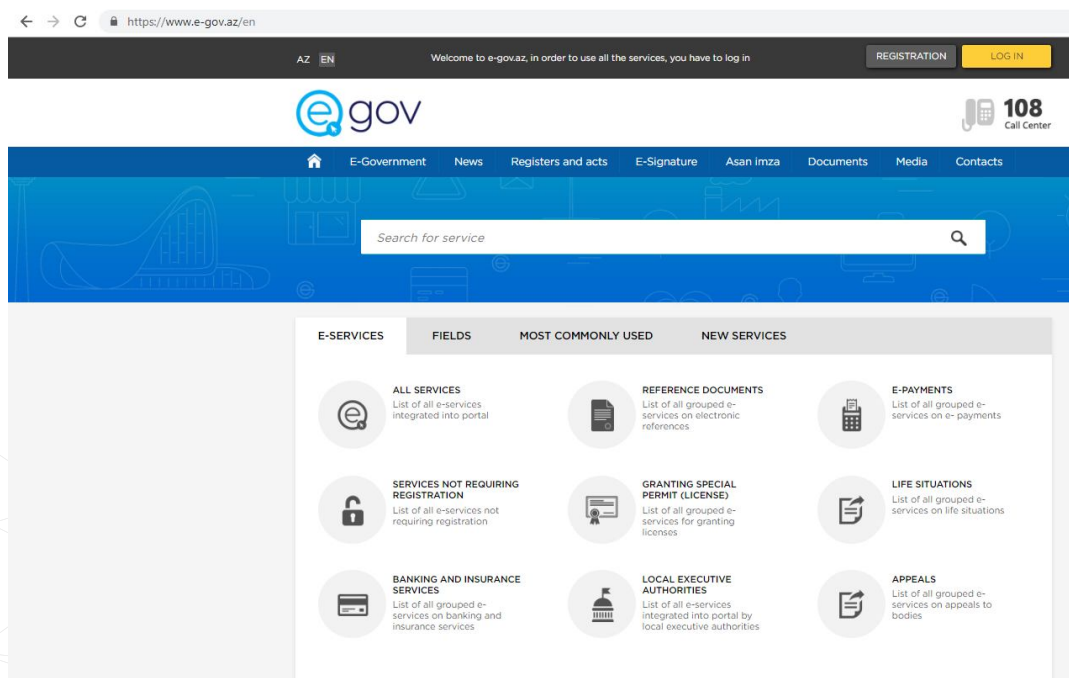 https://www.e-gov.az/en
AZ EN
Welcome to e-gov.az, in order to use all the services, you have to log in
REGISTRATION
LOG IN
e gov
108
Call Center
E-Government News Registers and acts E-Signature Asan imza Documents Media Contacts
Search for service
E-SERVICES FIELDS MOST COMMONLY USED NEW SERVICES
ALL SERVICES
List of all e-services
integrated into portal
REFERENCE DOCUMENTS
List of all grouped e-
services on electronic
references
E-PAYMENTS
List of all grouped e-
services on e- payments
SERVICES NOT REQUIRING
REGISTRATION
List of all e-services not
requiring registration
GRANTING SPECIAL
PERMIT (LICENSE)
List of all grouped e-
services for granting
licenses
LIFE SITUATIONS
List of all grouped e-
services on life situations
BANKING AND INSURANCE
SERVICES
List of all grouped e-
services on banking and
insurance services
LOCAL EXECUTIVE
AUTHORITIES
List of all e-services
integrated into portal by
local executive authorities
APPEALS
List of all grouped e-
services on appeals to
bodies